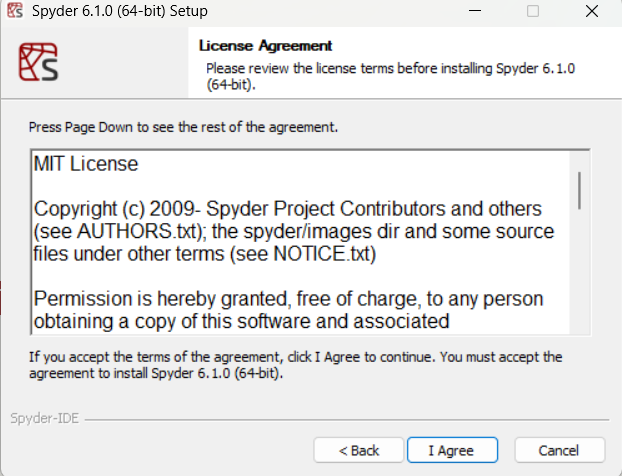 Spyder 6.1.0 (64-bit) Setup
License Agreement
Please review the license terms before installing Spyder 6.1.0
(64-bit).
Press Page Down to see the rest of the agreement.
MIT License
Copyright (c) 2009- Spyder Project Contributors and others
(see AUTHORS.txt); the spyder/images dir and some source
files under other terms (see NOTICE.txt)
Permission is hereby granted, free of charge, to any person
obtaining a copy of this software and associated
If you accept the terms of the agreement, click I Agree to continue. You must accept the
agreement to install Spyder 6.1.0 (64-bit).
Spyder-IDE
< Back
I Agree
Cancel